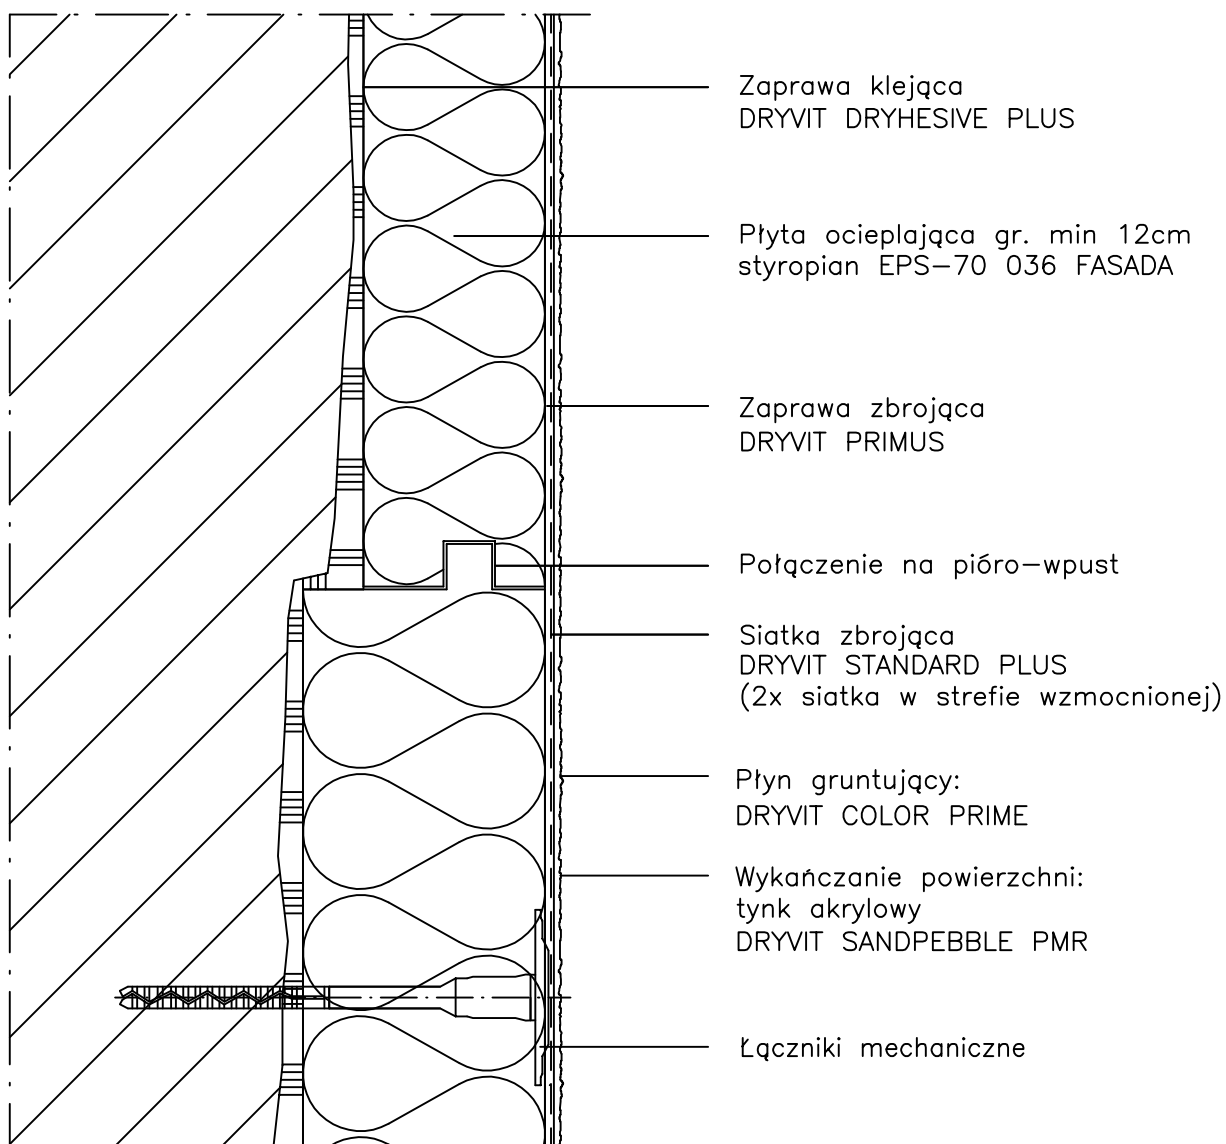 Zaprawa klejąca
DRYVIT DRYHESIVE PLUS
Płyta ocieplająca gr. min 12cm
styropian EPS-70 036 FASADA
Zaprawa zbrojąca
DRYVIT PRIMUS
Połączenie na pióro-wpust
Siatka zbrojąca
DRYVIT STANDARD PLUS
(2x siatka w strefie wzmocnionej)
Płyn gruntujący:
DRYVIT COLOR PRIME
Wykańczanie powierzchni:
tynk akrylowy
DRYVIT SANDPEBBLE PMR
Łączniki mechaniczne